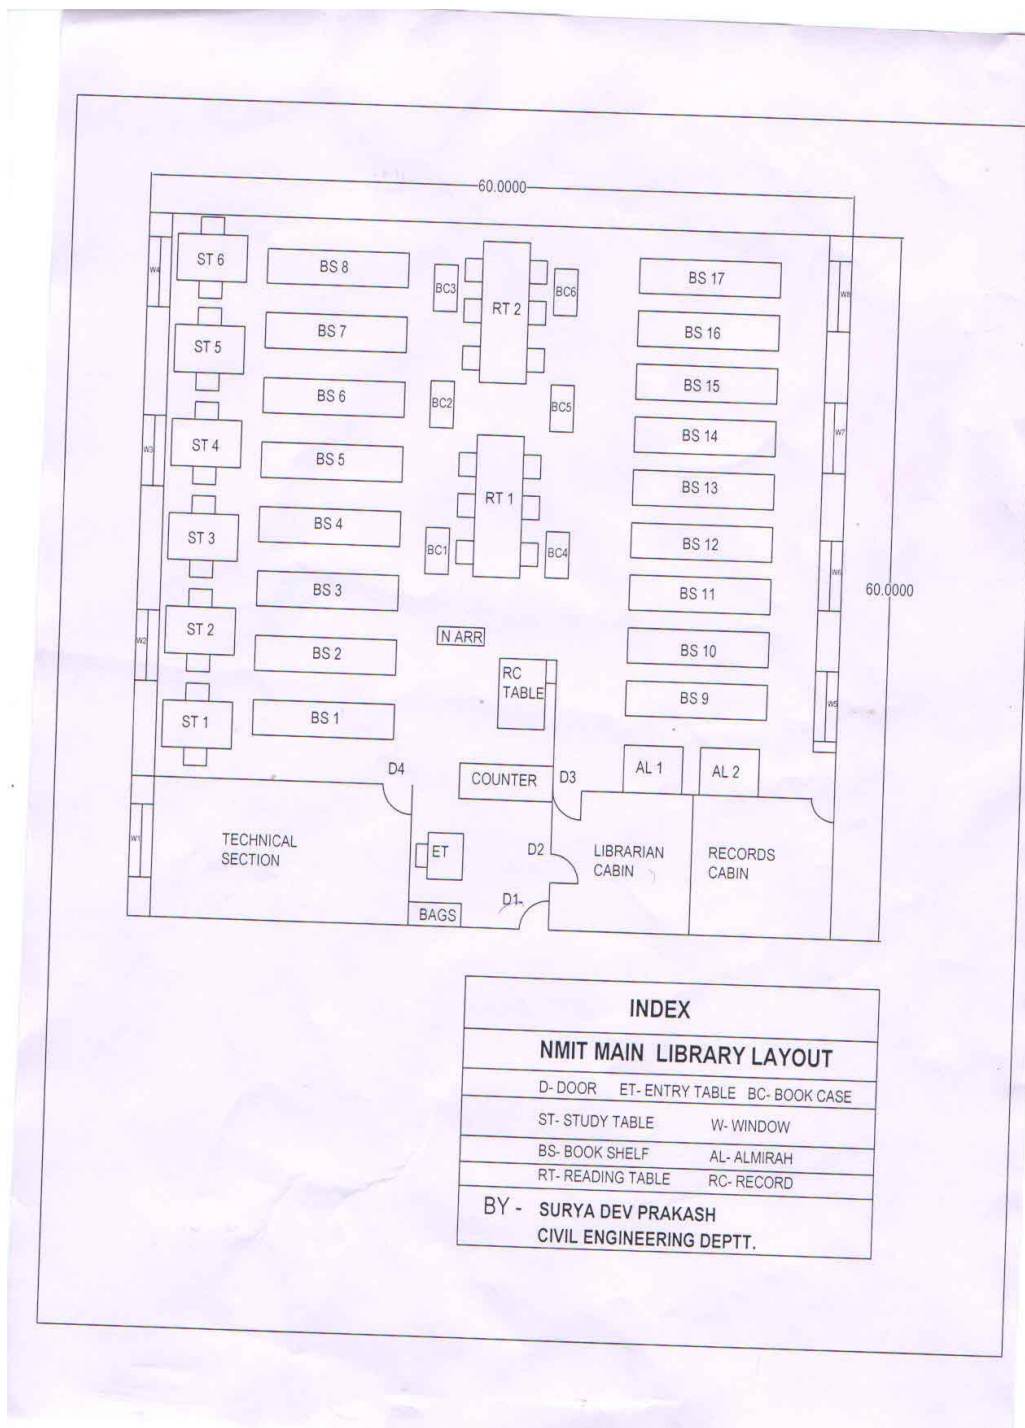 60.0000
ST 6
BS 8
BC3
RT 2
BC6
BS 17
W4
W8
ST 5
BS 7
BS 16
BS 6
BC2
BC5
BS 15
ST 4
BS 5
BS 14
W3
W7
RT 1
BS 13
ST 3
BS 4
BC1
BC4
BS 12
BS 3
BS 11
W6
60.0000
ST 2
BS 2
N ARR
BS 10
W2
RC
TABLE
BS 9
W5
ST 1
BS 1
D4
COUNTER
D3
AL 1
AL 2
W1
TECHNICAL
SECTION
ET
D2
LIBRARIAN
CABIN
RECORDS
CABIN
D1
BAGS
INDEX
NMIT MAIN LIBRARY LAYOUT
D- DOOR ET- ENTRY TABLE BC- BOOK CASE
ST- STUDY TABLE W- WINDOW
BS- BOOK SHELF AL- ALMIRAH
RT- READING TABLE RC- RECORD
BY - SURYA DEV PRAKASH
CIVIL ENGINEERING DEPTT.